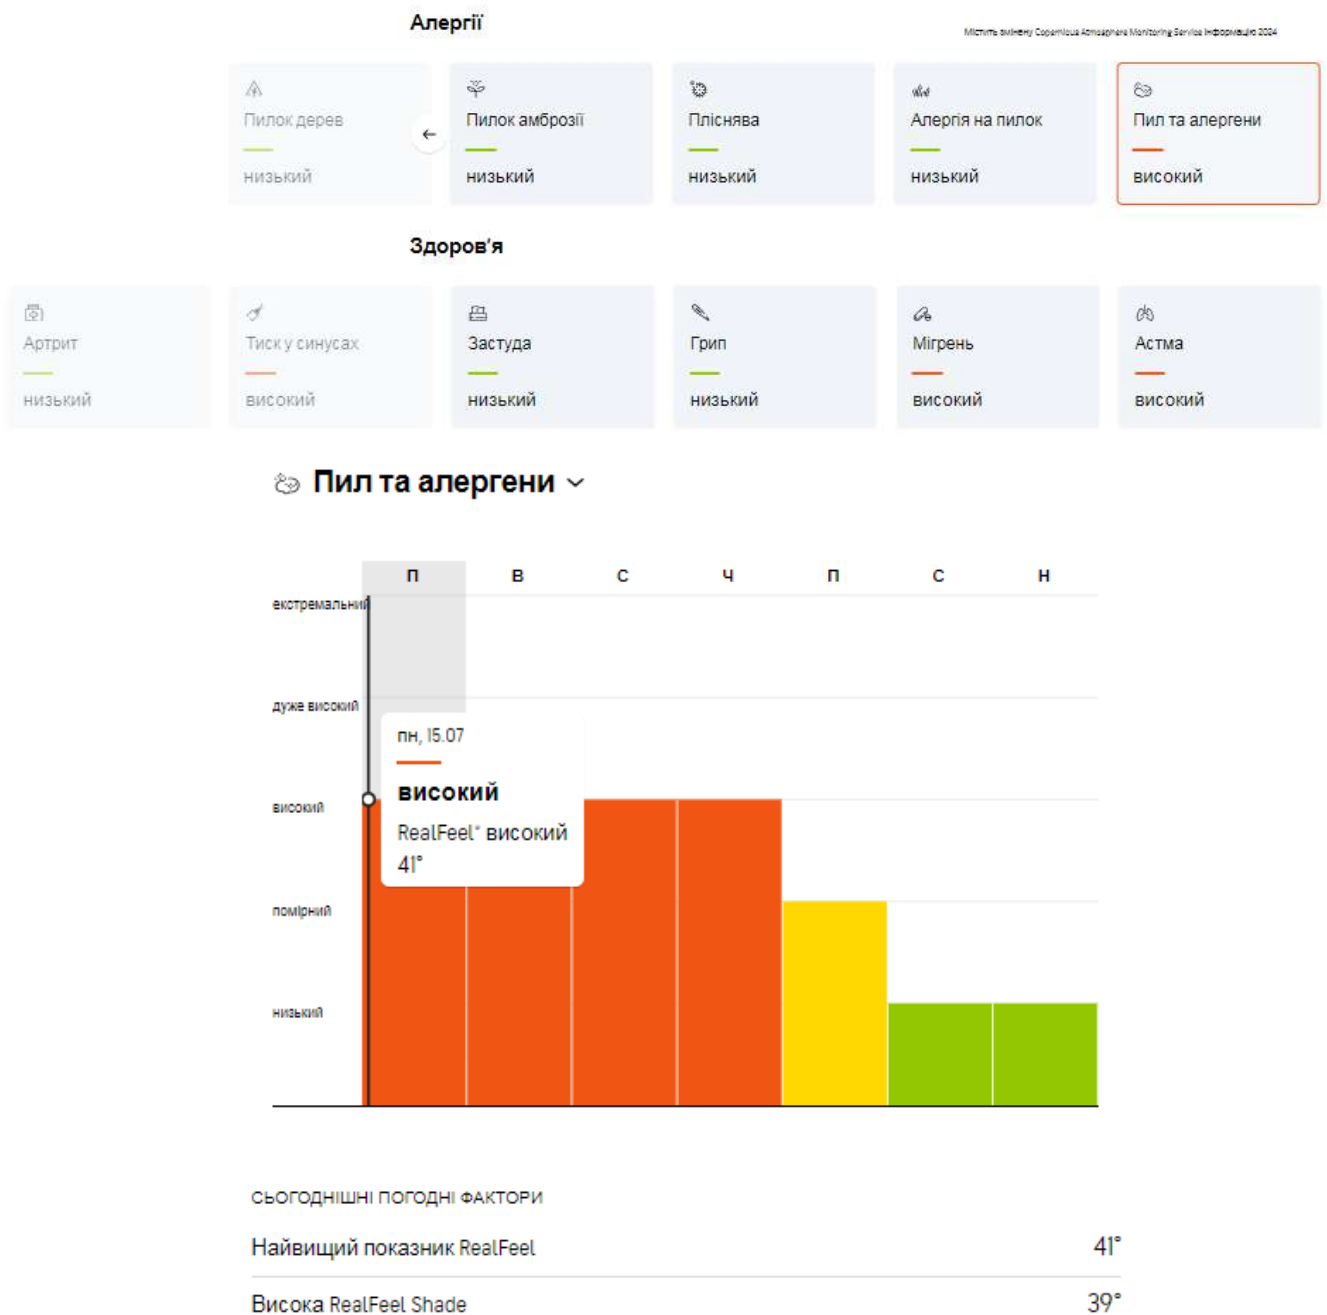 Алергії
Містить змінену Copernicus Atmosphere Monitoring Service інформацію 2024
Пилок дерев
низький
Пилок амброзії
низький
Пліснява
низький
Алергія на пилок
низький
Пил та алергени
високий
Здоров'я
Артрит
низький
Тиск у синусах
високий
Застуда
низький
Грип
низький
Мігрень
високий
Астма
високий
Пил та алергени
П В С Ч П С Н
екстремальний
дуже високий
пн, 15.07
високий
високий
RealFeel® високий
41°
помірний
низький
СЬОГОДНІШНІ ПОГОДНІ ФАКТОРИ
Найвищий показник RealFeel 41°
Висока RealFeel Shade 39°